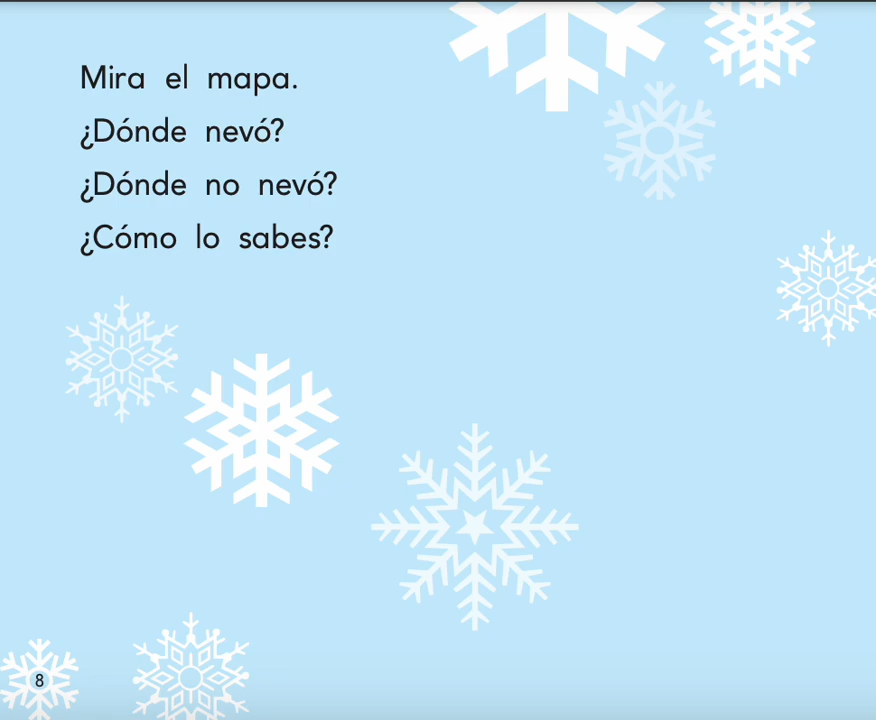 Mira el mapa.
¿Dónde nevó?
¿Dónde no nevó?
¿Cómo lo sabes?
8